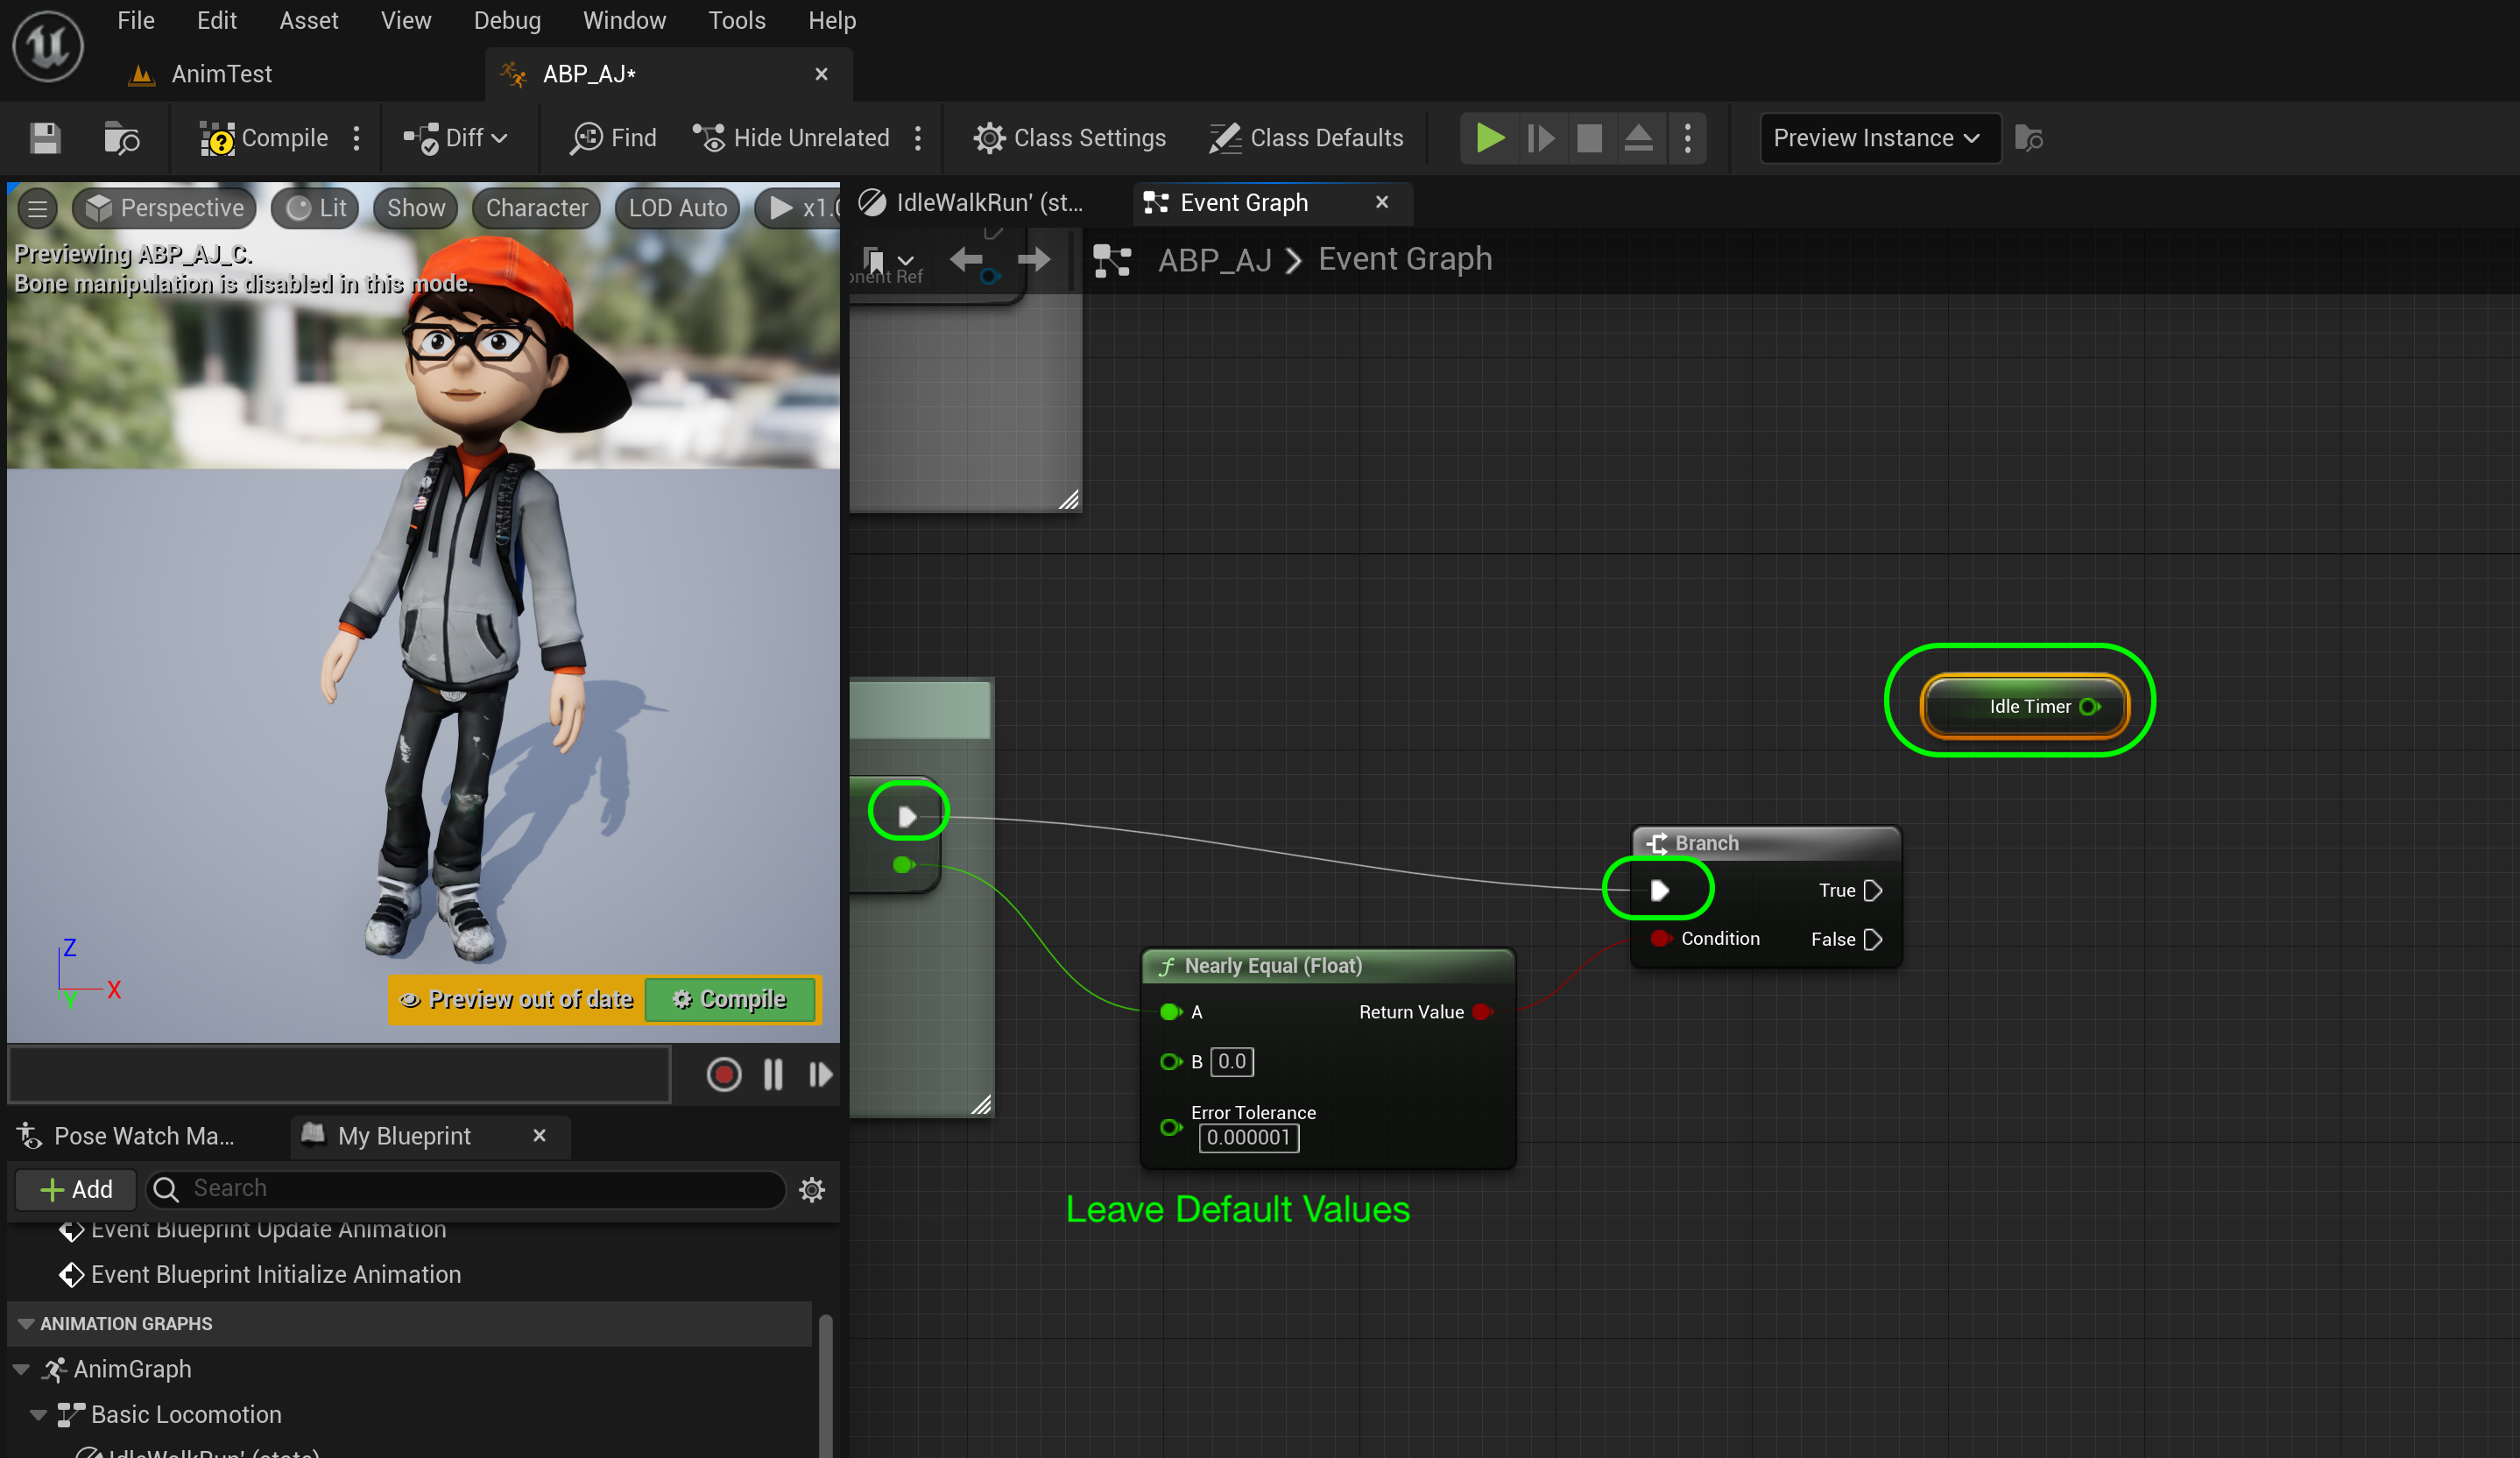 File Edit Asset View Debug Window Tools Help
AnimTest ABP_AJ*
Compile Diff Find Hide Unrelated Class Settings Class Defaults Preview Instance
Perspective Lit Show Character LOD Auto x1.0
Previewing ABP_AJ_C.
Bone manipulation is disabled in this mode.
Z
X
Y
Preview out of date Compile
IdleWalkRun' (st... Event Graph
ABP_AJ > Event Graph
onent Ref
Idle Timer
Branch
True
Condition False
Nearly Equal (Float)
A Return Value
B 0.0
Error Tolerance
0.000001
Leave Default Values
Pose Watch Ma... My Blueprint
Add Search
Event Blueprint Update Animation
Event Blueprint Initialize Animation
ANIMATION GRAPHS
AnimGraph
Basic Locomotion
IdleWalkRun' (state)